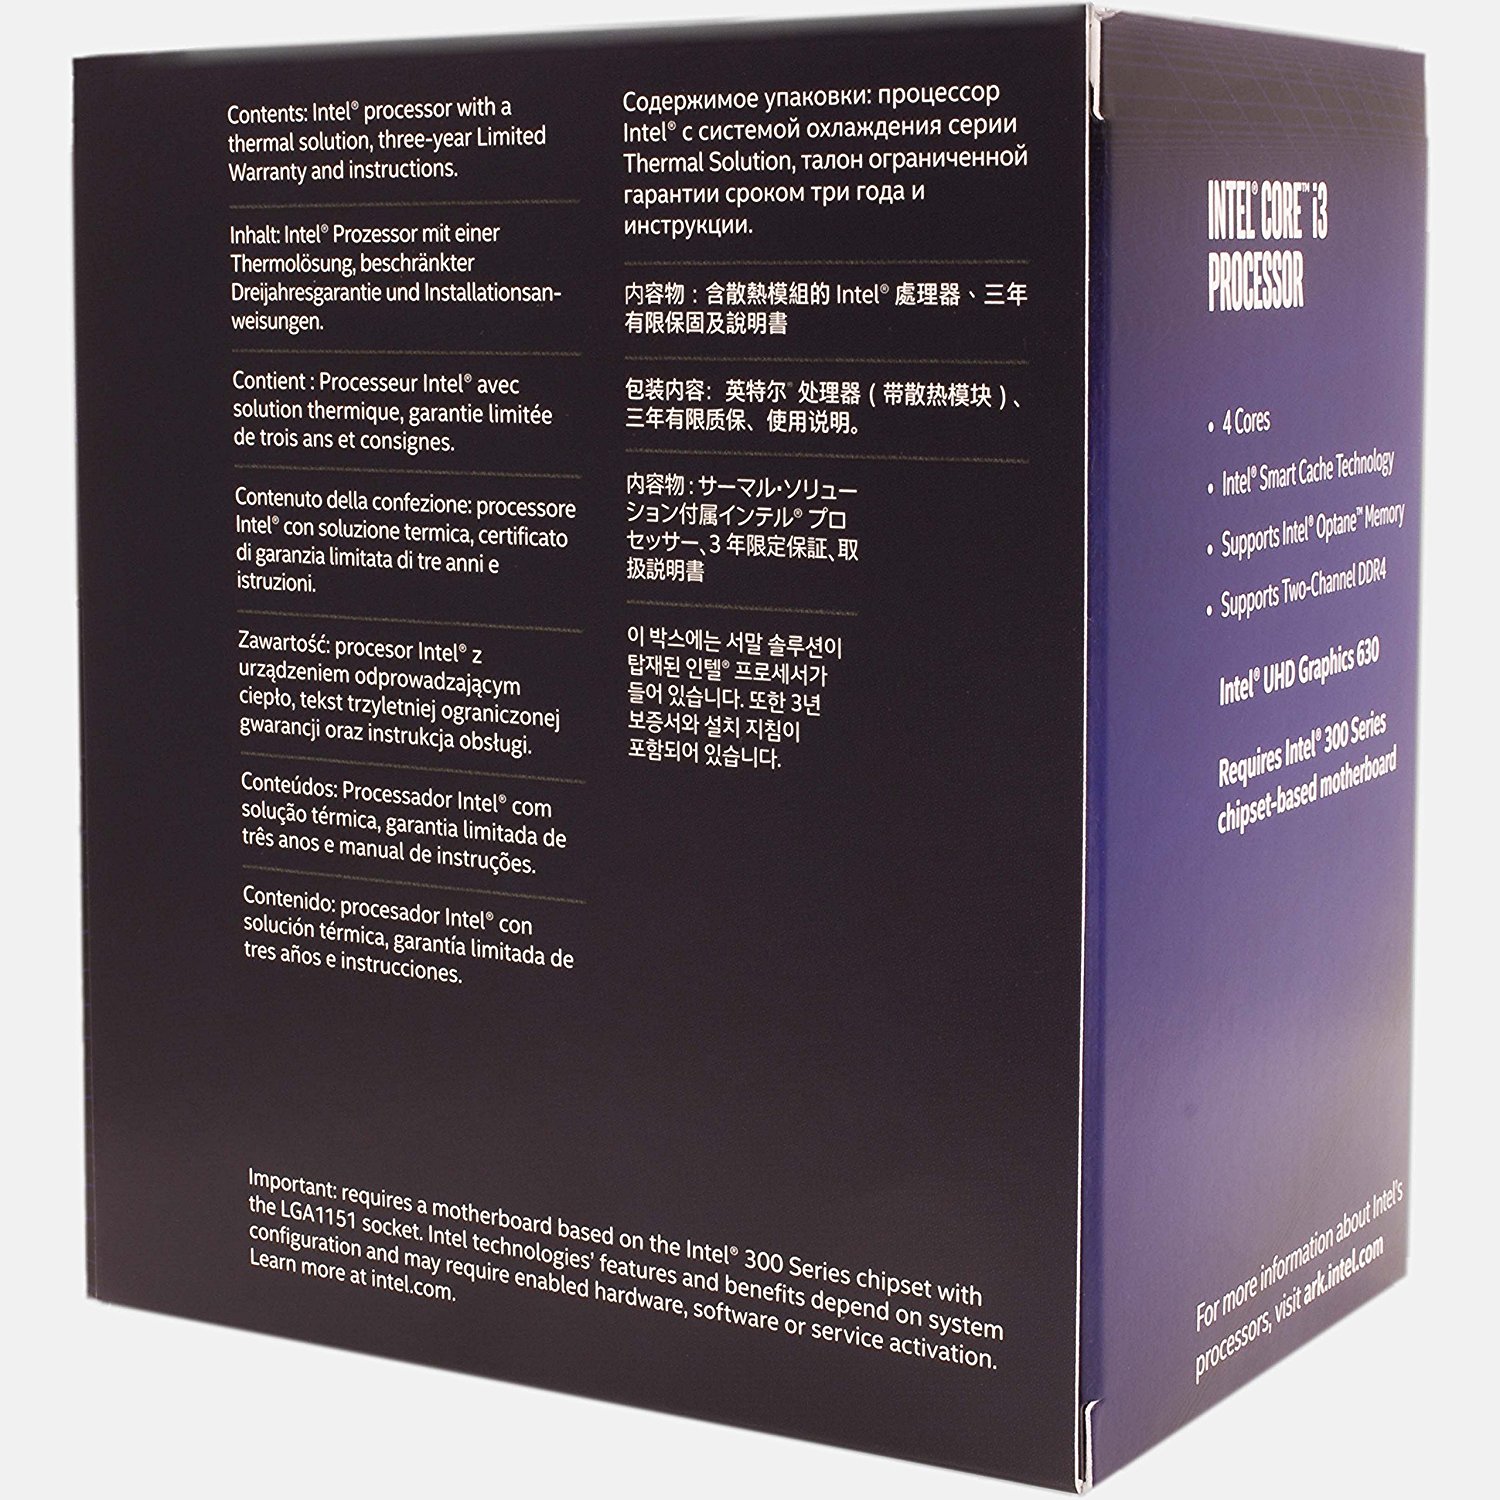 Contents: Intel® processor with a
thermal solution, three-year Limited
Warranty and instructions.
Inhalt: Intel® Prozessor mit einer
Thermolösung, beschränkter
Dreijahresgarantie und Installationsan-
weisungen.
Contient : Processeur Intel® avec
solution thermique, garantie limitée
de trois ans et consignes.
Contenuto della confezione: processore
Intel® con soluzione termica, certificato
di garanzia limitata di tre anni e
istruzioni.
Zawartość: procesor Intel® z
urządzeniem odprowadzającym
ciepło, tekst trzyletniej ograniczonej
gwarancji oraz instrukcja obsługi.
Conteúdos: Processador Intel® com
solução térmica, garantia limitada de
três anos e manual de instruções.
Contenido: procesador Intel® con
solución térmica, garantía limitada de
tres años e instrucciones.
Содержимое упаковки: процессор
Intel® с системой охлаждения серии
Thermal Solution, талон ограниченной
гарантии сроком три года и
инструкции.
內容物：含散熱模組的 Intel® 處理器、三年
有限保固及說明書
包装内容：英特尔® 处理器（带散热模块）、
三年有限质保、使用说明。
内容物：サーマル・ソリュー
ション付属インテル® プロ
セッサー、3 年限定保証、取
扱説明書
이 박스에는 서말 솔루션이
탑재된 인텔® 프로세서가
들어 있습니다. 또한 3년
보증서와 설치 지침이
포함되어 있습니다.
Important: requires a motherboard based on the Intel® 300 Series chipset with
the LGA1151 socket. Intel technologies' features and benefits depend on system
configuration and may require enabled hardware, software or service activation.
Learn more at intel.com.
INTEL® CORE™ i3
PROCESSOR
• 4 Cores
• Intel® Smart Cache Technology
• Supports Intel® Optane™ Memory
• Supports Two-Channel DDR4
Intel® UHD Graphics 630
Requires Intel® 300 Series
chipset-based motherboard
For more information about Intel's
processors, visit ark.intel.com